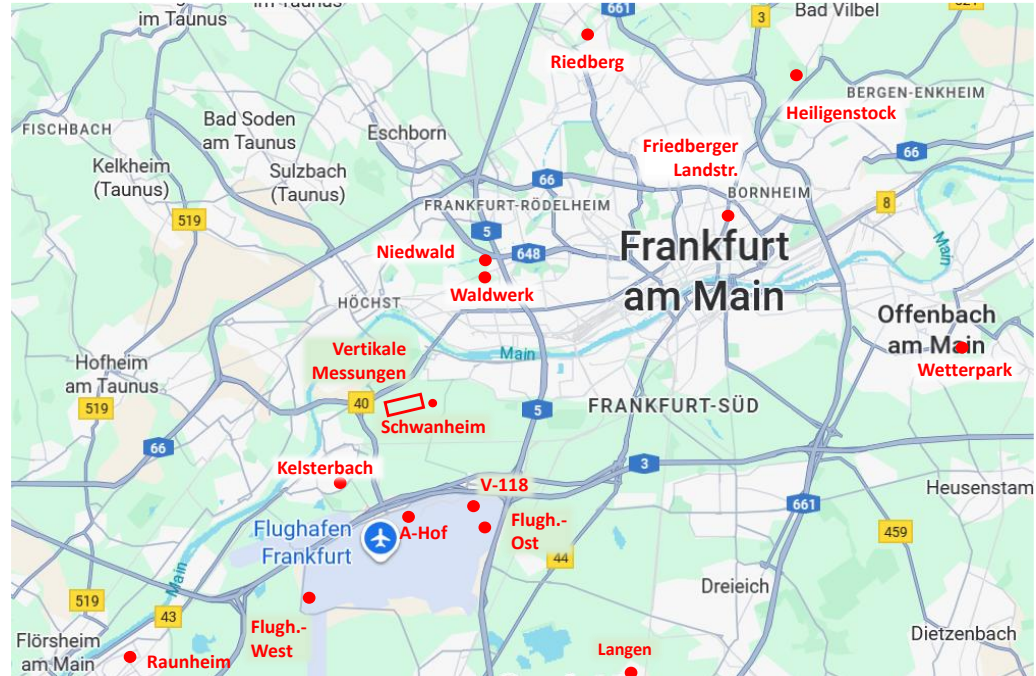 im Taunus
im Taunus
661
3
Bad Vilbel
521
Riedberg
Heiligenstock
BERGEN-ENKHEIM
FISCHBACH
Bad Soden
am Taunus
Eschborn
Friedberger
Landstr.
66
Kelkheim
(Taunus)
Sulzbach
(Taunus)
66
BORNHEIM
519
FRANKFURT-RÖDELHEIM
8
5
648
Main
Niedwald
Frankfurt
am Main
Waldwerk
HÖCHST
Offenbach
am Main
Vertikale
Messungen
Main
Wetterpark
Hofheim
am Taunus
519
40
Schwanheim
5
FRANKFURT-SÜD
66
Kelsterbach
3
V-118
Heusenstam
661
Flughafen
Frankfurt
A-Hof
Flugh.-
Ost
459
44
Main
Dreieich
519
43
Flugh.-
West
Flörsheim
am Main
Raunheim
Langen
Dietzenbach